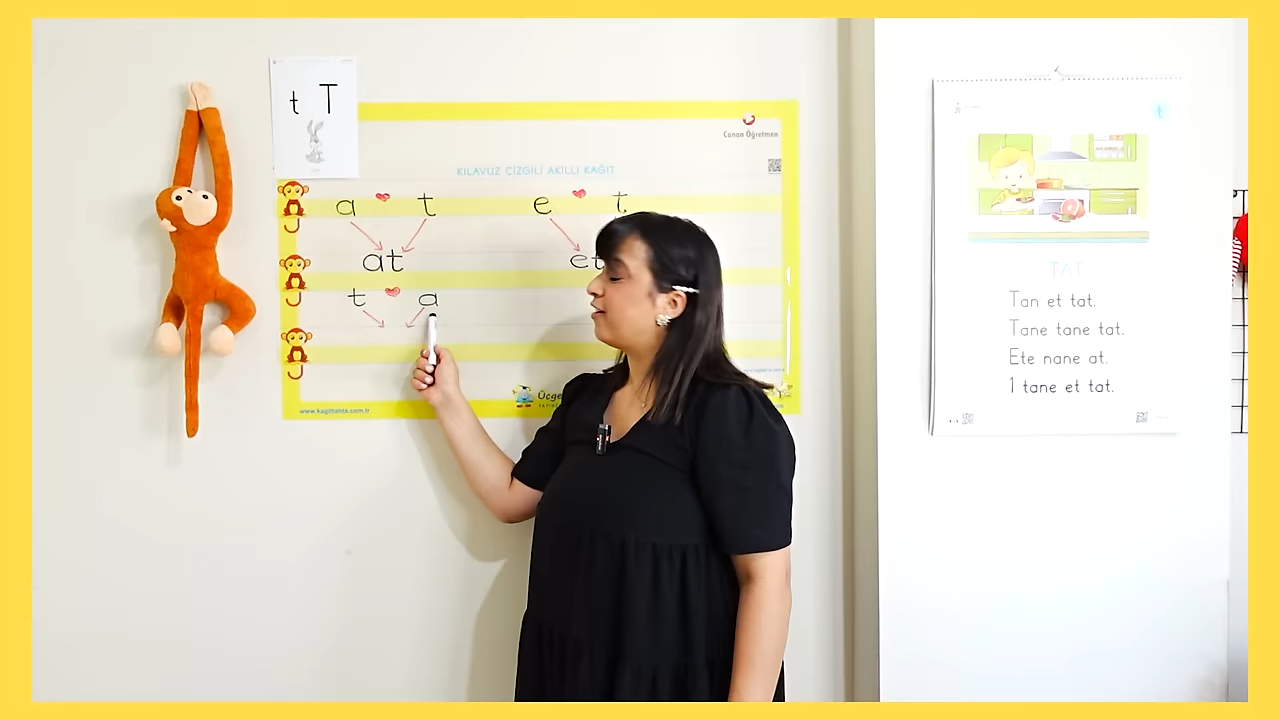 t T
Canan Öğretmen
KILAVUZ ÇİZGİLİ AKILLI KAĞIT
a t e t
at et
t a
www.kagittahta.com.tr
TAT
Tan et tat.
Tane tane tat.
Ete nane at.
1 tane et tat.